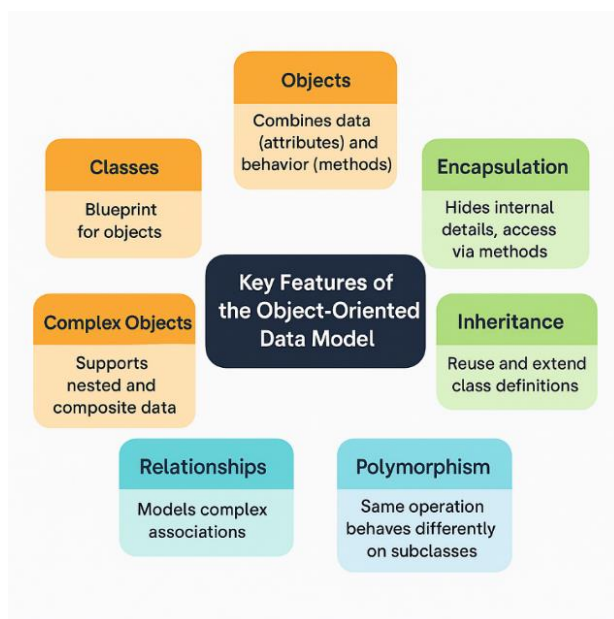 Objects
Combines data
(attributes) and
behavior (methods)
Classes
Blueprint
for objects
Encapsulation
Hides internal
details, access
via methods
Key Features of
the Object-Oriented
Data Model
Complex Objects
Supports
nested and
composite data
Inheritance
Reuse and extend
class definitions
Relationships
Models complex
associations
Polymorphism
Same operation
behaves differently
on subclasses